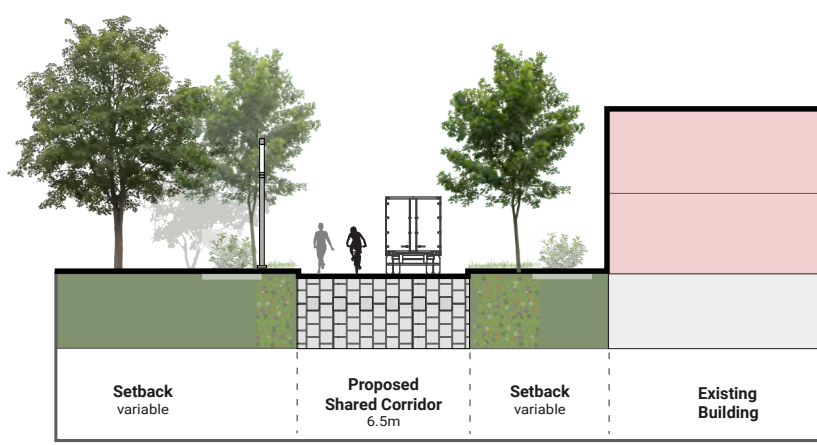 Setback
variable
Proposed
Shared Corridor
6.5m
Setback
variable
Existing
Building